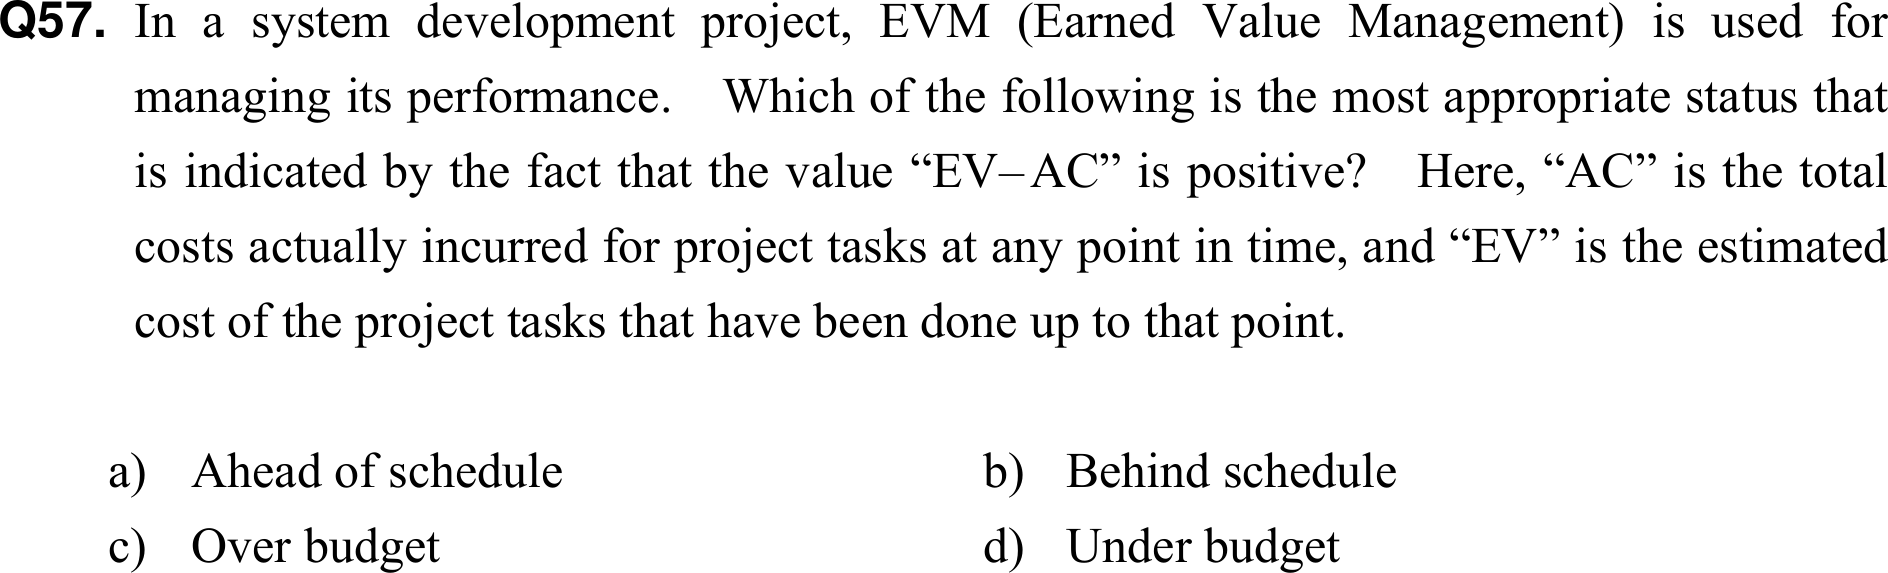 Q57. In a system development project, EVM (Earned Value Management) is used for
managing its performance. Which of the following is the most appropriate status that
is indicated by the fact that the value “EV–AC” is positive? Here, “AC” is the total
costs actually incurred for project tasks at any point in time, and “EV” is the estimated
cost of the project tasks that have been done up to that point.
a) Ahead of schedule b) Behind schedule
c) Over budget d) Under budget